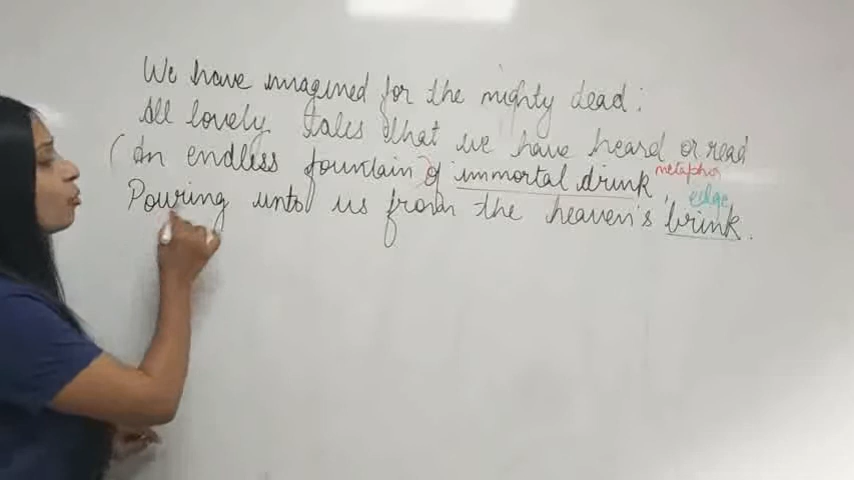 We have imagined for the mighty dead:
All lovely tales that we have heard or read
(An endless fountain of immortal drink, metaphor
edge
Pouring unto us from the heaven's brink.